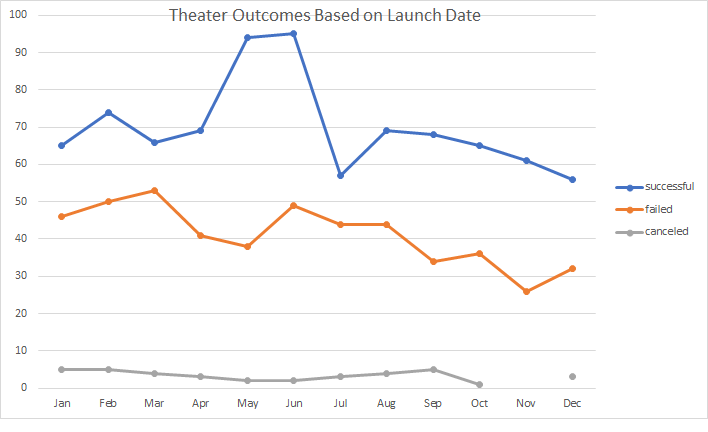 Theater Outcomes Based on Launch Date
100
90
80
70
60
50
40
30
20
10
0
Jan Feb Mar Apr May Jun Jul Aug Sep Oct Nov Dec
successful
failed
canceled